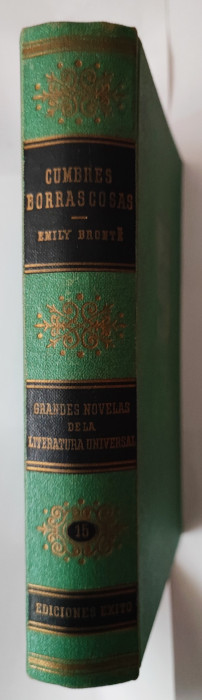 CUMBRES
BORRASCOSAS
EMILY BRONTË
GRANDES NOVELAS
DE LA
LITERATURA UNIVERSAL
15
EDICIONES EXITO